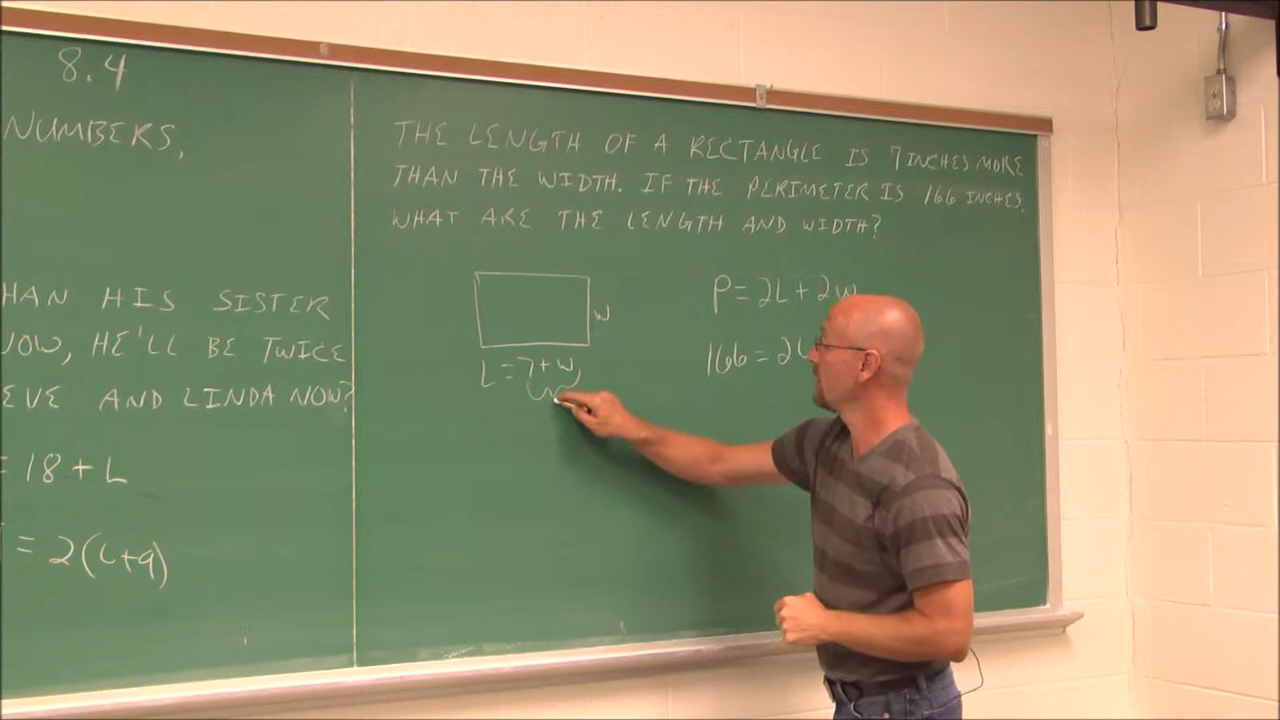 8.4
NUMBERS,
HAN HIS SISTER
NOW, HE'LL BE TWICE
EVE AND LINDA NOW?
= 18 + L
= 2(L+9)
THE LENGTH OF A RECTANGLE IS 7 INCHES MORE
THAN THE WIDTH. IF THE PERIMETER IS 166 INCHES,
WHAT ARE THE LENGTH AND WIDTH?
W
L = 7 + W
P = 2L + 2W
166 = 2L